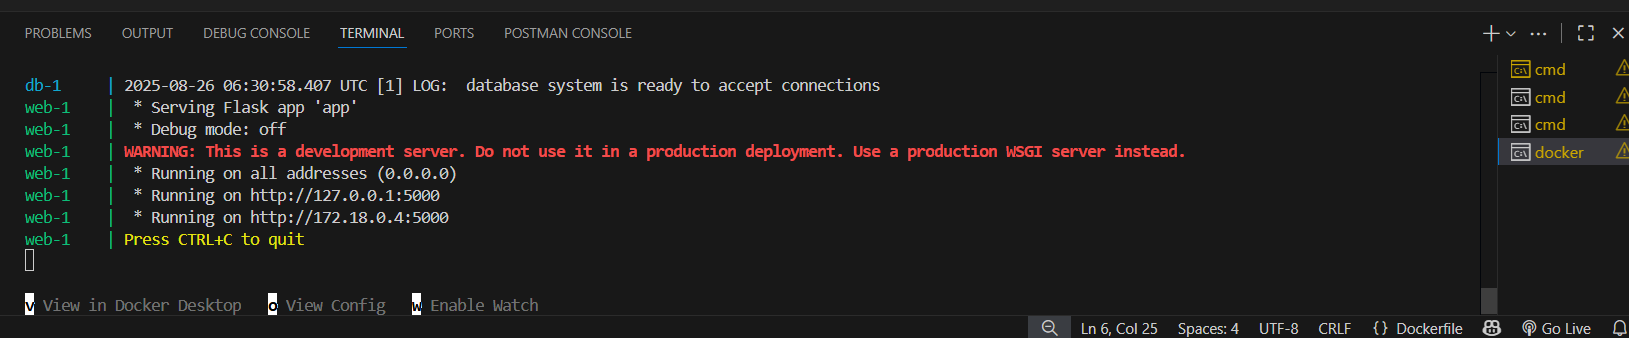 PROBLEMS OUTPUT DEBUG CONSOLE TERMINAL PORTS POSTMAN CONSOLE
db-1 | 2025-08-26 06:30:58.407 UTC [1] LOG: database system is ready to accept connections
web-1 | * Serving Flask app 'app'
web-1 | * Debug mode: off
web-1 | WARNING: This is a development server. Do not use it in a production deployment. Use a production WSGI server instead.
web-1 | * Running on all addresses (0.0.0.0)
web-1 | * Running on http://127.0.0.1:5000
web-1 | * Running on http://172.18.0.4:5000
web-1 | Press CTRL+C to quit
v View in Docker Desktop o View Config w Enable Watch
cmd
cmd
cmd
docker
Ln 6, Col 25 Spaces: 4 UTF-8 CRLF {} Dockerfile Go Live